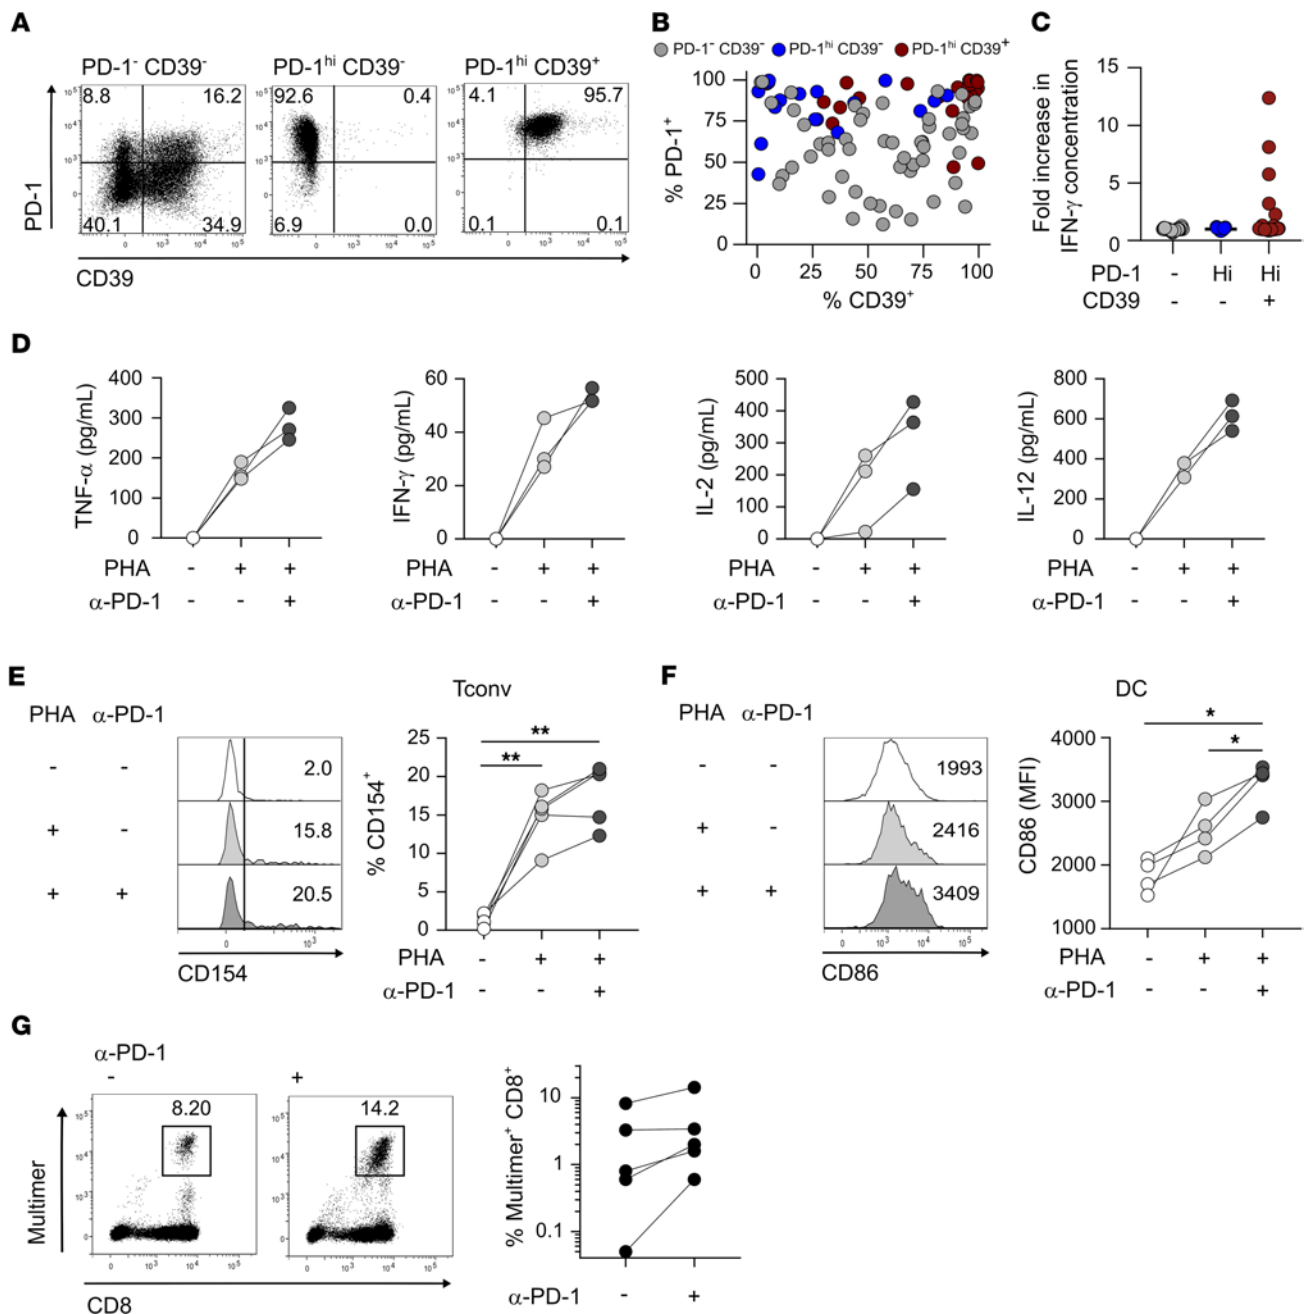 A
PD-1⁻ CD39⁻
PD-1ʰⁱ CD39⁻
PD-1ʰⁱ CD39⁺
8.8
16.2
92.6
0.4
4.1
95.7
40.1
34.9
6.9
0.0
0.1
0.1
PD-1
CD39
B
PD-1⁻ CD39⁻
PD-1ʰⁱ CD39⁻
PD-1ʰⁱ CD39⁺
% PD-1⁺
100
75
50
25
0
0
25
50
75
100
% CD39⁺
C
Fold increase in
IFN-γ concentration
15
10
5
0
PD-1
-
Hi
Hi
CD39
-
-
+
D
TNF-α (pg/mL)
400
300
200
100
0
PHA
-
+
+
α-PD-1
-
-
+
IFN-γ (pg/mL)
60
40
20
0
PHA
-
+
+
α-PD-1
-
-
+
IL-2 (pg/mL)
500
400
300
200
100
0
PHA
-
+
+
α-PD-1
-
-
+
IL-12 (pg/mL)
800
600
400
200
0
PHA
-
+
+
α-PD-1
-
-
+
E
PHA
α-PD-1
- -
+ -
+ +
2.0
15.8
20.5
0
10³
CD154
Tconv
% CD154⁺
25
20
15
10
5
0
**
**
PHA
-
+
+
α-PD-1
-
-
+
F
PHA
α-PD-1
- -
+ -
+ +
1993
2416
3409
0
10³
10⁴
10⁵
CD86
DC
CD86 (MFI)
4000
3000
2000
1000
*
*
PHA
-
+
+
α-PD-1
-
-
+
G
α-PD-1
-
+
8.20
14.2
Multimer
CD8
% Multimer⁺ CD8⁺
10
1
0.1
α-PD-1
-
+